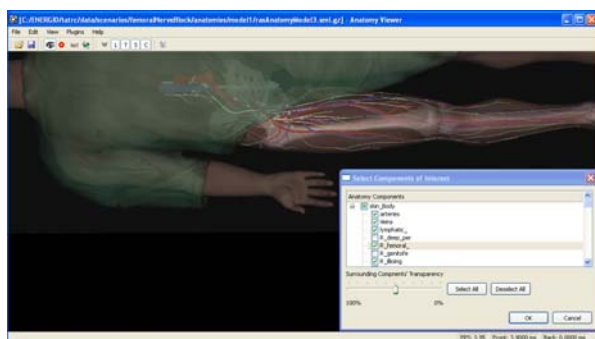 [C:/ENERGID/tatrc/data/scenarios/femoralNerveBlock/anatomies/model1/rasAnatomyModel3.xml.gz] - Anatomy Viewer
File Edit View Plugins Help
Select Components of Interest
Anatomy Components
skin_Body
arteries
Veins
lymphatic_
R_deep_per
R_femoral_
R_genitofe
R_iliioing
Surrounding Components' Transparency
100% 0%
Select All
Deselect All
OK
Cancel